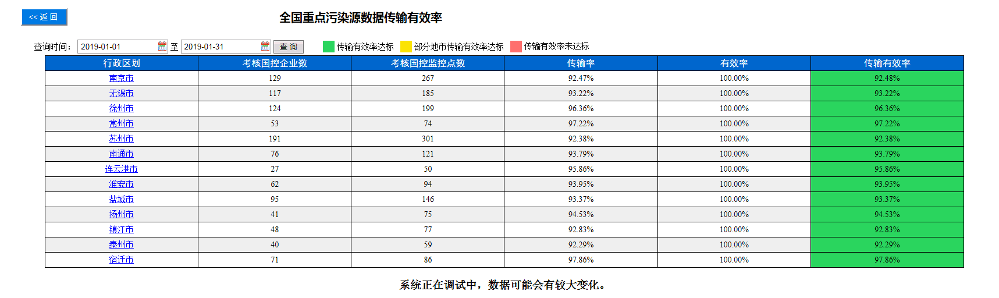 << 返 回
全国重点污染源数据传输有效率
查询时间： 2019-01-01 至 2019-01-31 查 询 传输有效率达标 部分地市传输有效率达标 传输有效率未达标
行政区划 考核国控企业数 考核国控监控点数 传输率 有效率 传输有效率
南京市 129 267 92.47% 100.00% 92.48%
无锡市 117 185 93.22% 100.00% 93.22%
徐州市 124 199 96.36% 100.00% 96.36%
常州市 53 74 97.22% 100.00% 97.22%
苏州市 191 301 92.38% 100.00% 92.38%
南通市 76 121 93.79% 100.00% 93.79%
连云港市 27 50 95.86% 100.00% 95.86%
淮安市 62 94 93.95% 100.00% 93.95%
盐城市 95 146 93.37% 100.00% 93.37%
扬州市 41 75 94.53% 100.00% 94.53%
镇江市 48 77 92.83% 100.00% 92.83%
泰州市 40 59 92.29% 100.00% 92.29%
宿迁市 71 86 97.86% 100.00% 97.86%
系统正在调试中，数据可能会有较大变化。